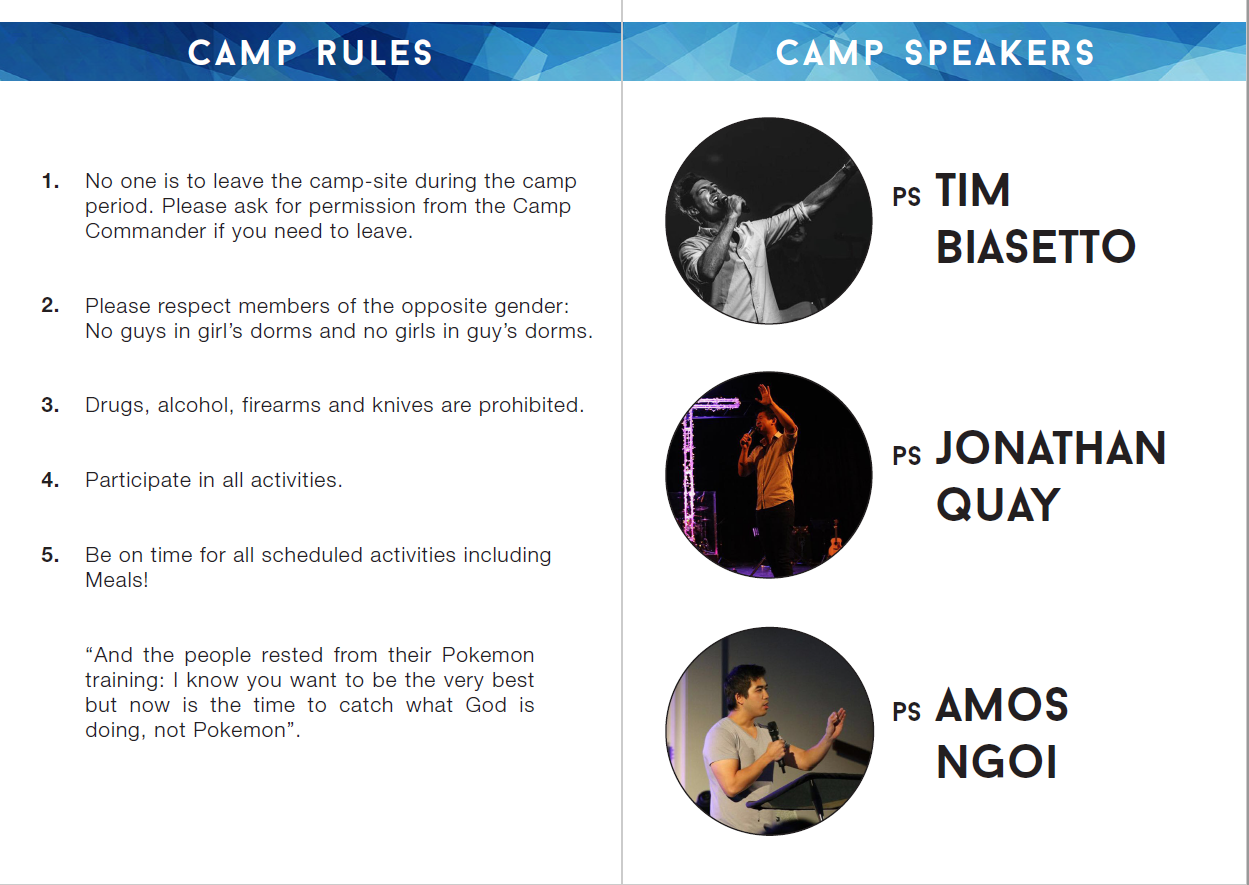 CAMP RULES
1. No one is to leave the camp-site during the camp
period. Please ask for permission from the Camp
Commander if you need to leave.
2. Please respect members of the opposite gender:
No guys in girl’s dorms and no girls in guy’s dorms.
3. Drugs, alcohol, firearms and knives are prohibited.
4. Participate in all activities.
5. Be on time for all scheduled activities including
Meals!
“And the people rested from their Pokemon
training: I know you want to be the very best
but now is the time to catch what God is
doing, not Pokemon”.
CAMP SPEAKERS
PS TIM
BIASETTO
PS JONATHAN
QUAY
PS AMOS
NGOI